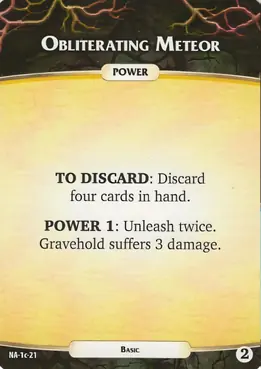 OBLITERATING METEOR
POWER
TO DISCARD: Discard
four cards in hand.
POWER 1: Unleash twice.
Gravehold suffers 3 damage.
BASIC
NA-1c-21
2